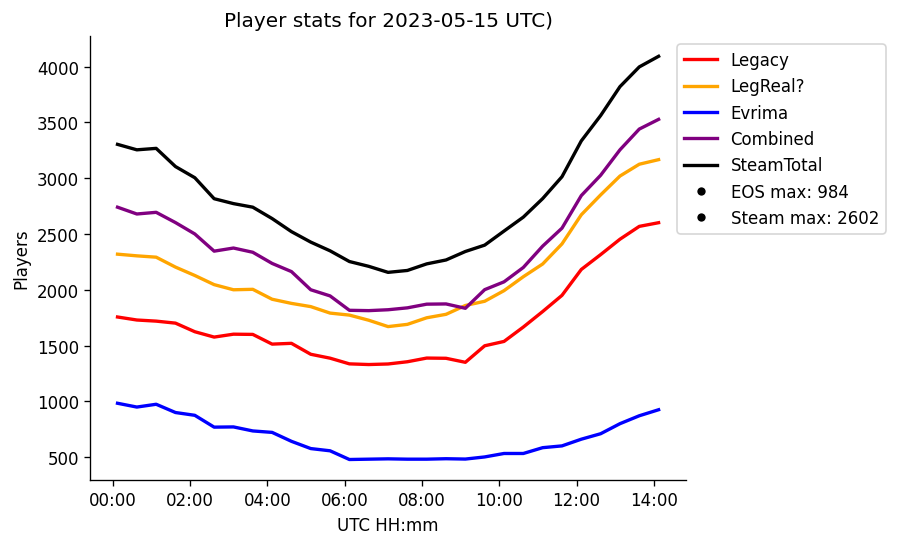 Player stats for 2023-05-15 UTC)
4000
3500
3000
2500
2000
1500
1000
500
Players
00:00 02:00 04:00 06:00 08:00 10:00 12:00 14:00
UTC HH:mm
Legacy
LegReal?
Evrima
Combined
SteamTotal
EOS max: 984
Steam max: 2602